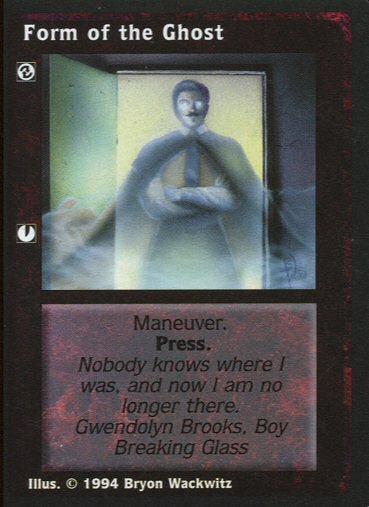 Form of the Ghost
Maneuver.
Press.
Nobody knows where I
was, and now I am no
longer there.
Gwendolyn Brooks, Boy
Breaking Glass
Illus. © 1994 Bryon Wackwitz